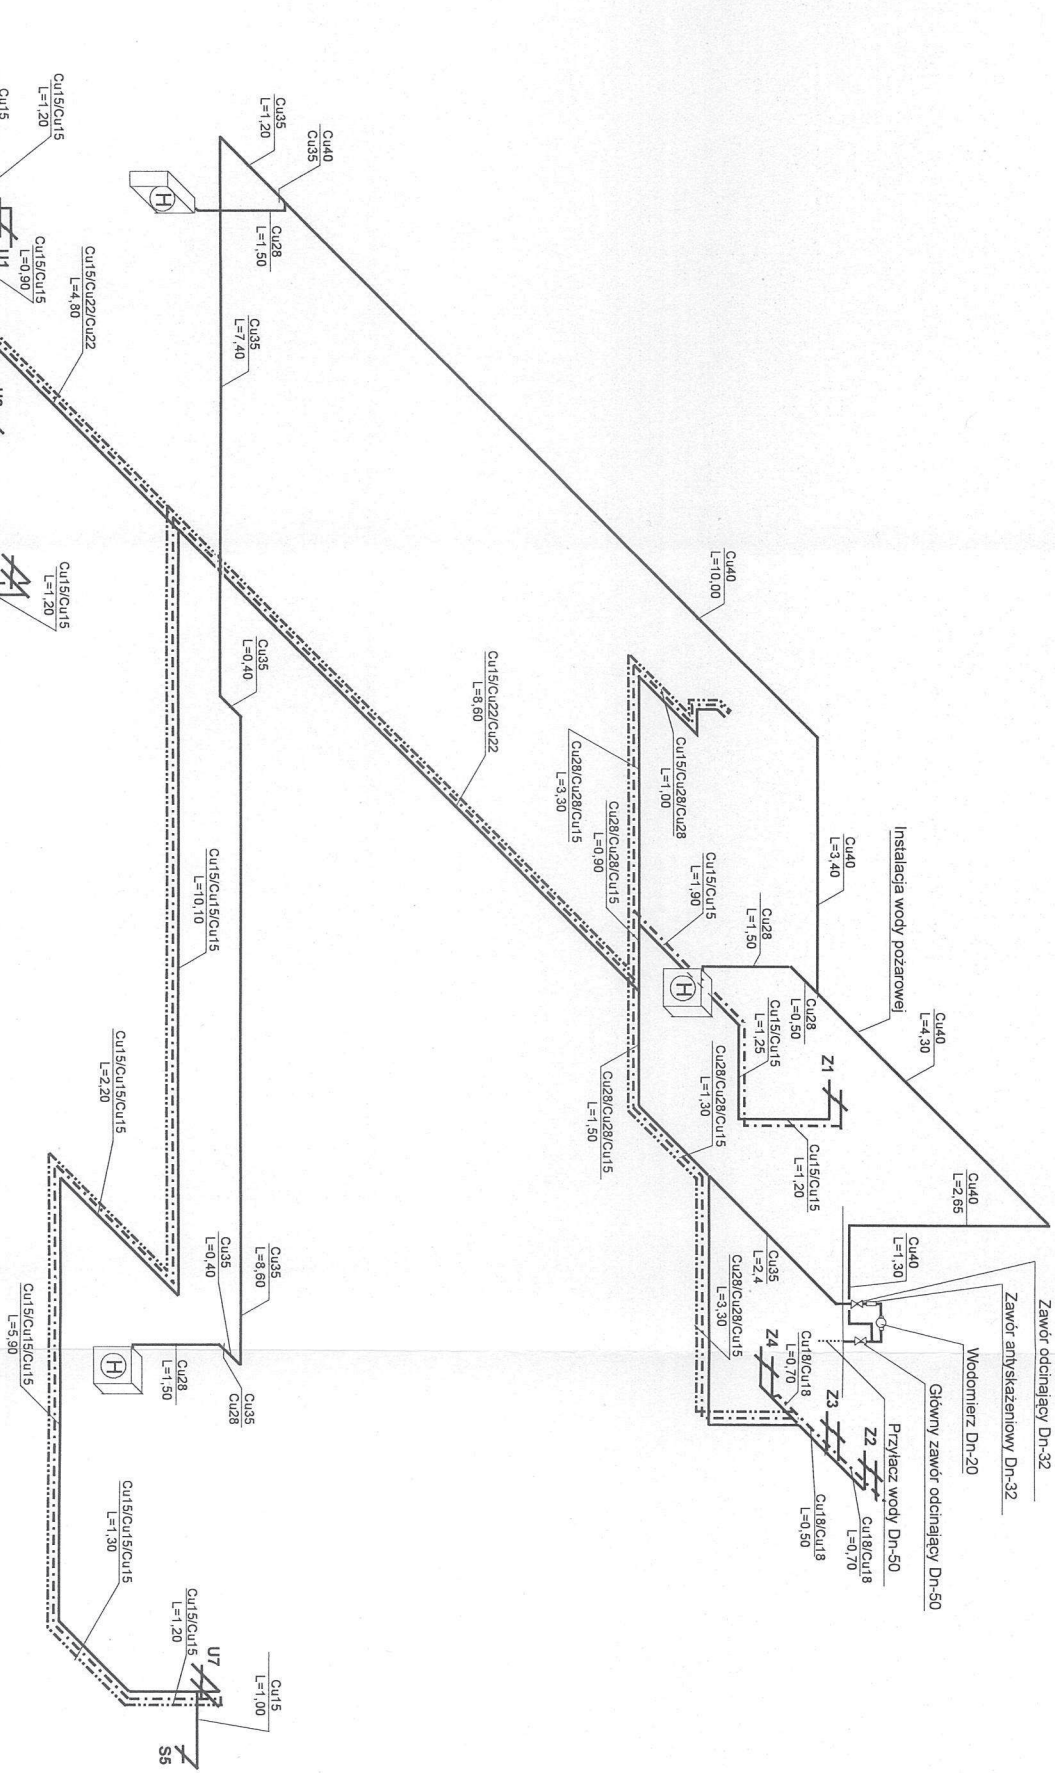 Zawór odcinający Dn-32
Zawór antyskażeniowy Dn-32
Wodomierz Dn-20
Główny zawór odcinający Dn-50
Przyłącz wody Dn-50
Instalacja wody pożarowej
Cu40
L=4,30
Cu40
L=2,65
Cu40
L=1,30
Cu40
L=3,40
Cu40
L=10,00
Cu28
L=0,50
Cu28
L=1,50
H
Z1
Cu15/Cu15
L=1,25
Cu15/Cu15
L=1,20
Cu15/Cu15
L=1,90
Cu35
L=2,4
Cu28/Cu28/Cu15
L=1,30
Cu28/Cu28/Cu15
L=3,30
Z4
Cu18/Cu18
L=0,70
Z3
Z2
Cu18/Cu18
L=0,70
Cu18/Cu18
L=0,50
Cu15/Cu28/Cu28
L=1,00
Cu28/Cu28/Cu15
L=0,90
Cu28/Cu28/Cu15
L=3,30
Cu28/Cu28/Cu15
L=1,50
Cu15/Cu22/Cu22
L=8,60
Cu40
Cu35
Cu35
L=1,20
Cu28
L=1,50
H
Cu35
L=7,40
Cu35
L=0,40
Cu35
L=8,60
Cu35
L=0,40
Cu35
Cu28
Cu28
L=1,50
H
Cu15/Cu15/Cu15
L=10,10
Cu15/Cu15/Cu15
L=2,20
Cu15/Cu15/Cu15
L=5,90
Cu15/Cu15/Cu15
L=1,30
Cu15/Cu15
L=1,20
U7
Cu15
L=1,00
S5
Cu15/Cu22/Cu22
L=4,80
Cu15/Cu15
L=1,20
Cu15/Cu15
L=0,90
U1
Cu15/Cu15
L=1,20
Cu15